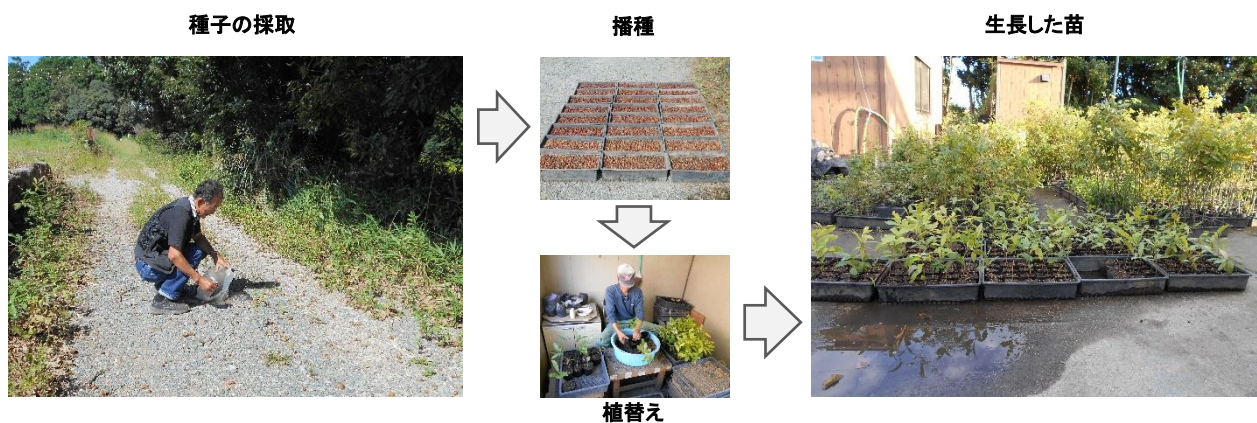 種子の採取
播種
生長した苗
植替え